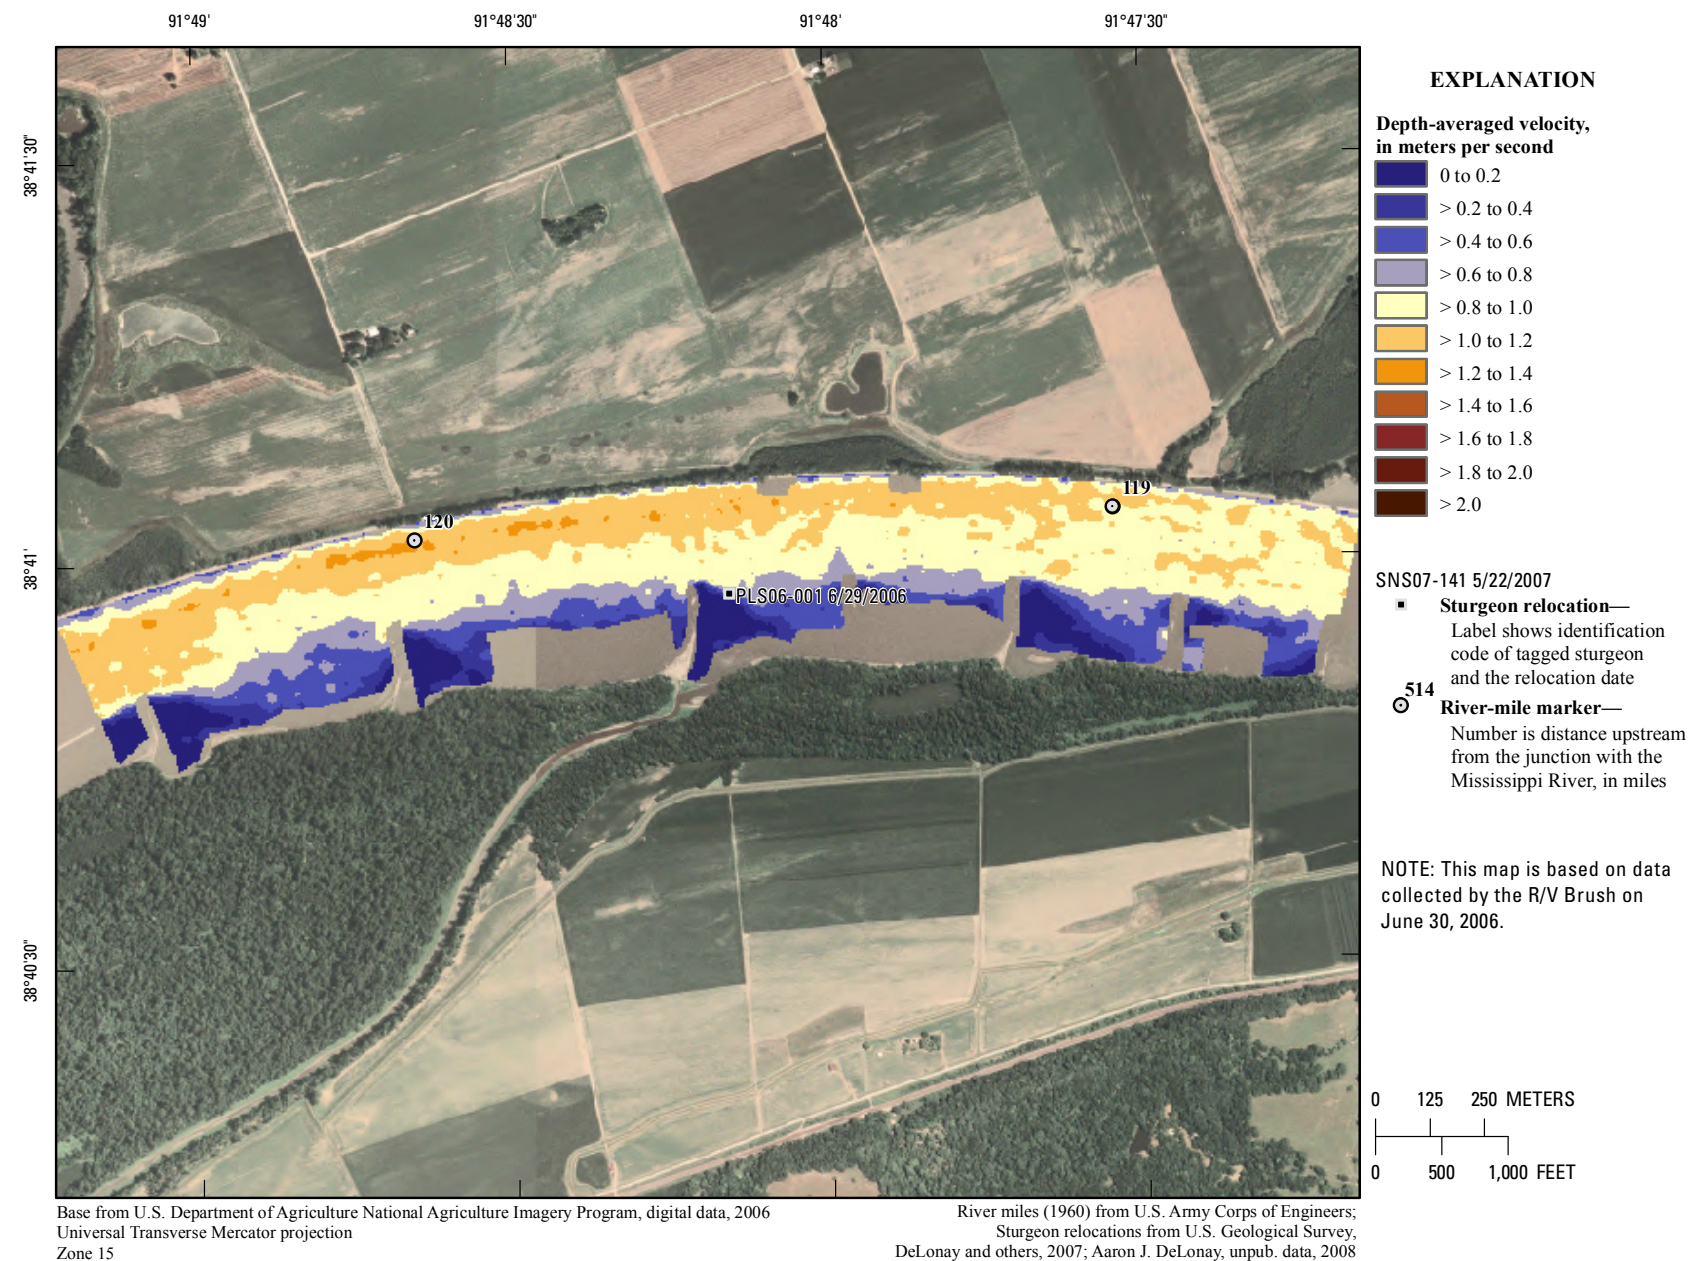 91°49'
91°48'30"
91°48'
91°47'30"
38°41'30"
38°41'
38°40'30"
119
120
PLS06-001 6/29/2006
EXPLANATION
Depth-averaged velocity,
in meters per second
0 to 0.2
> 0.2 to 0.4
> 0.4 to 0.6
> 0.6 to 0.8
> 0.8 to 1.0
> 1.0 to 1.2
> 1.2 to 1.4
> 1.4 to 1.6
> 1.6 to 1.8
> 1.8 to 2.0
> 2.0
SNS07-141 5/22/2007
Sturgeon relocation—
Label shows identification
code of tagged sturgeon
and the relocation date
514
River-mile marker—
Number is distance upstream
from the junction with the
Mississippi River, in miles
NOTE: This map is based on data
collected by the R/V Brush on
June 30, 2006.
0 125 250 METERS
0 500 1,000 FEET
Base from U.S. Department of Agriculture National Agriculture Imagery Program, digital data, 2006
Universal Transverse Mercator projection
Zone 15
River miles (1960) from U.S. Army Corps of Engineers;
Sturgeon relocations from U.S. Geological Survey,
DeLonay and others, 2007; Aaron J. DeLonay, unpub. data, 2008